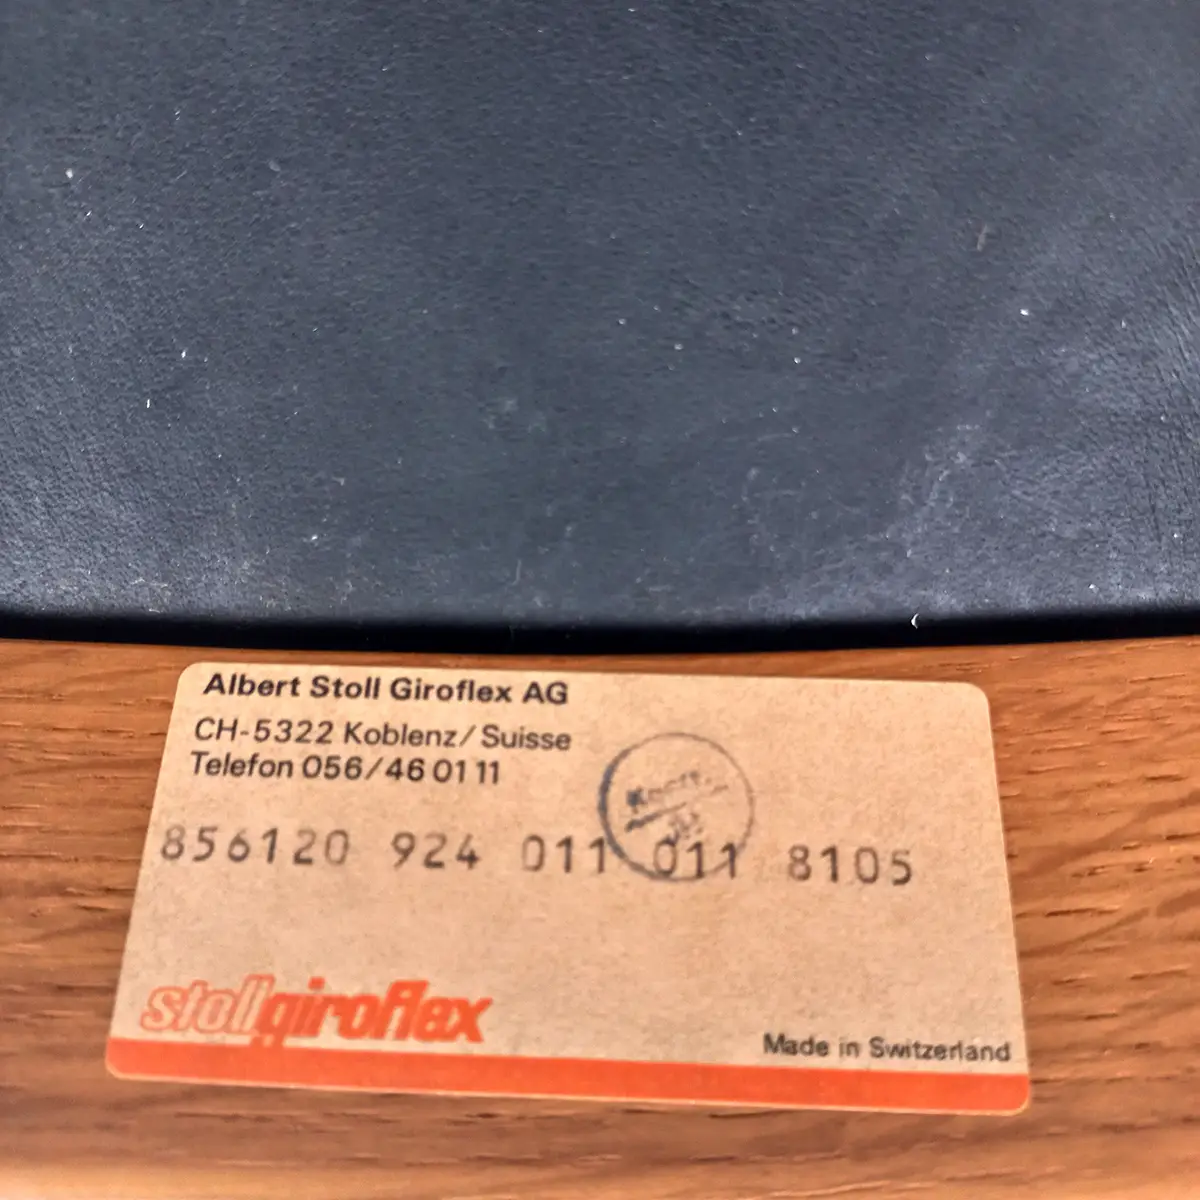 Albert Stoll Giroflex AG
CH-5322 Koblenz/Suisse
Telefon 056/46 01 11
856120 924 011 011 8105
stollgiroflex
Made in Switzerland